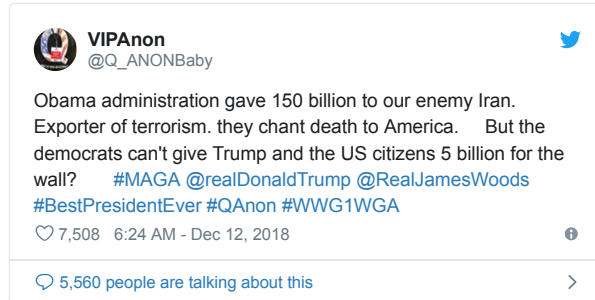 VIPAnon
@Q_ANONBaby
Obama administration gave 150 billion to our enemy Iran.
Exporter of terrorism. they chant death to America. But the
democrats can't give Trump and the US citizens 5 billion for the
wall? #MAGA @realDonaldTrump @RealJamesWoods
#BestPresidentEver #QAnon #WWG1WGA
7,508 6:24 AM - Dec 12, 2018
5,560 people are talking about this